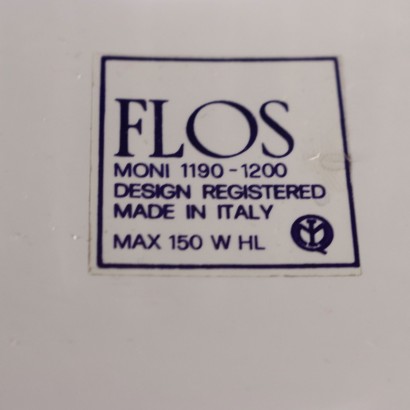 FLOS
MONI 1190-1200
DESIGN REGISTERED
MADE IN ITALY
MAX 150 W HL